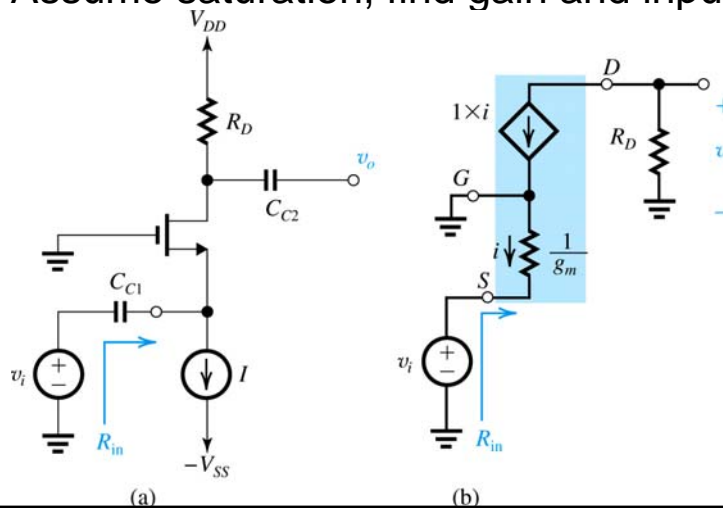 Assume saturation, find gain and inpu
V_DD
R_D
v_o
C_C2
C_C1
v_i
+
−
I
R_in
−V_SS
(a)
D
1 × i
R_D
+
v
−
G
i
1/g_m
S
v_i
+
−
R_in
(b)